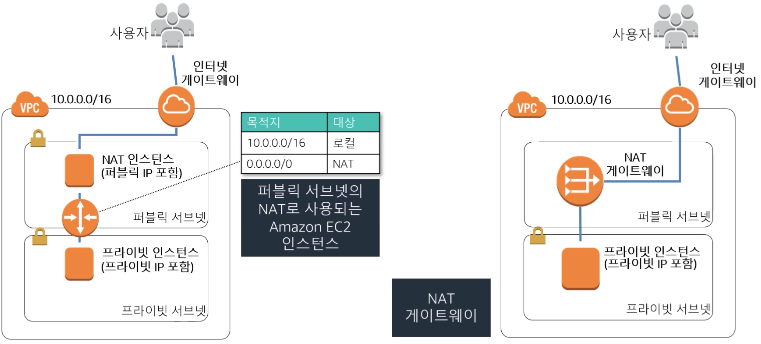 사용자
인터넷
게이트웨이
VPC
10.0.0.0/16
목적지 대상
10.0.0.0/16 로컬
0.0.0.0/0 NAT
NAT 인스턴스
(퍼블릭 IP 포함)
퍼블릭 서브넷
퍼블릭 서브넷의
NAT로 사용되는
Amazon EC2
인스턴스
프라이빗 인스턴스
(프라이빗 IP 포함)
프라이빗 서브넷
사용자
인터넷
게이트웨이
VPC
10.0.0.0/16
NAT
게이트웨이
퍼블릭 서브넷
프라이빗 인스턴스
(프라이빗 IP 포함)
프라이빗 서브넷
NAT
게이트웨이